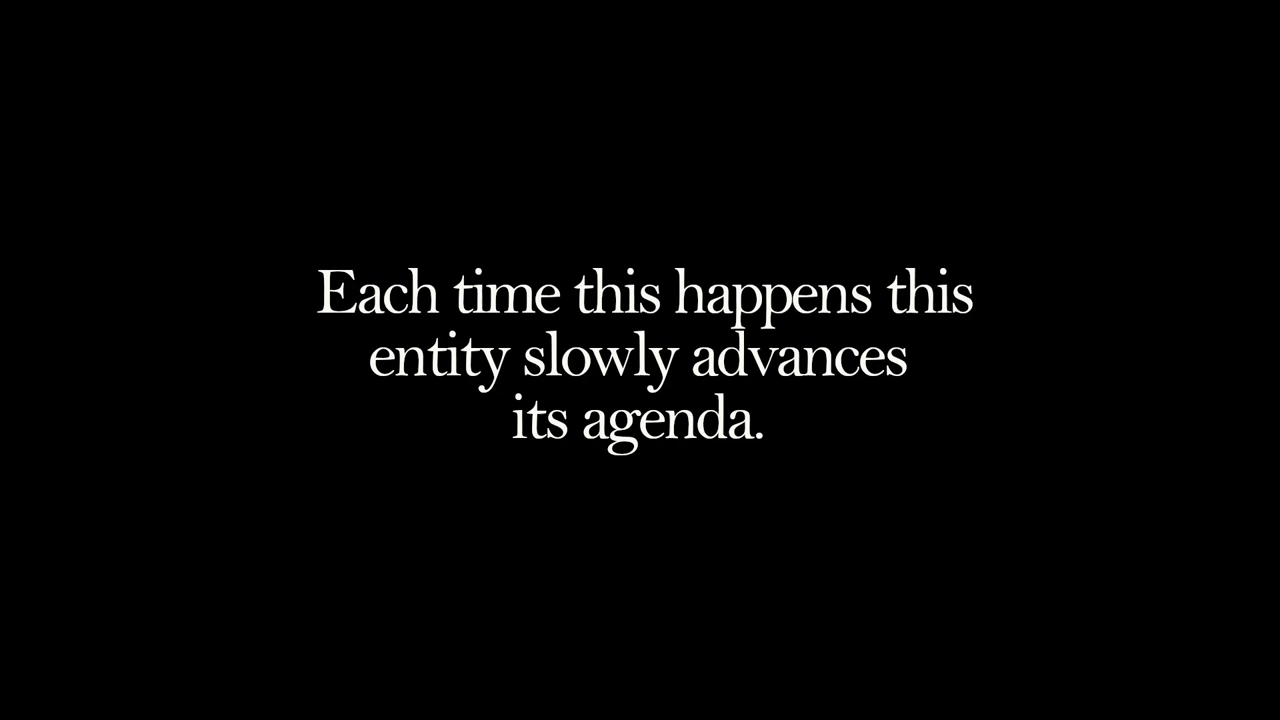 Each time this happens this
entity slowly advances
its agenda.